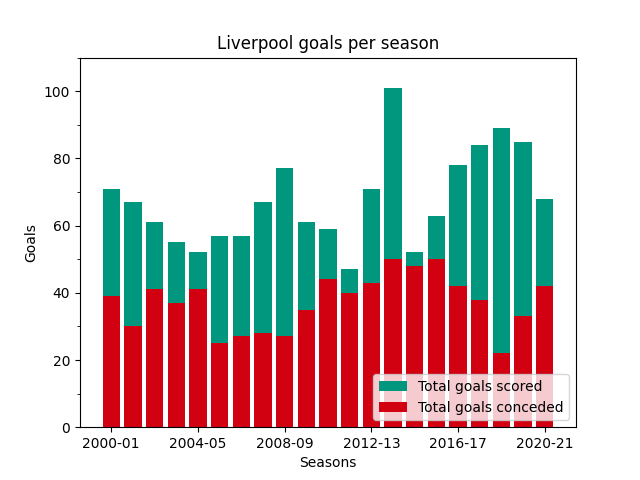 Liverpool goals per season
Goals
100
80
60
40
20
0
Total goals scored
Total goals conceded
2000-01 2004-05 2008-09 2012-13 2016-17 2020-21
Seasons